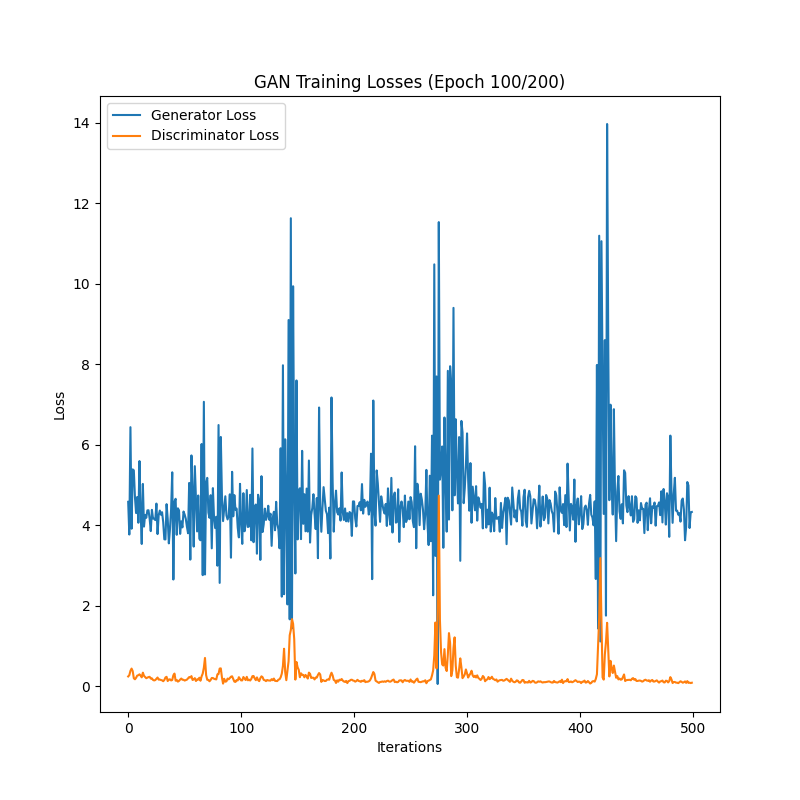 GAN Training Losses (Epoch 100/200)
Generator Loss
Discriminator Loss
14
12
10
8
6
4
2
0
Loss
0 100 200 300 400 500
Iterations